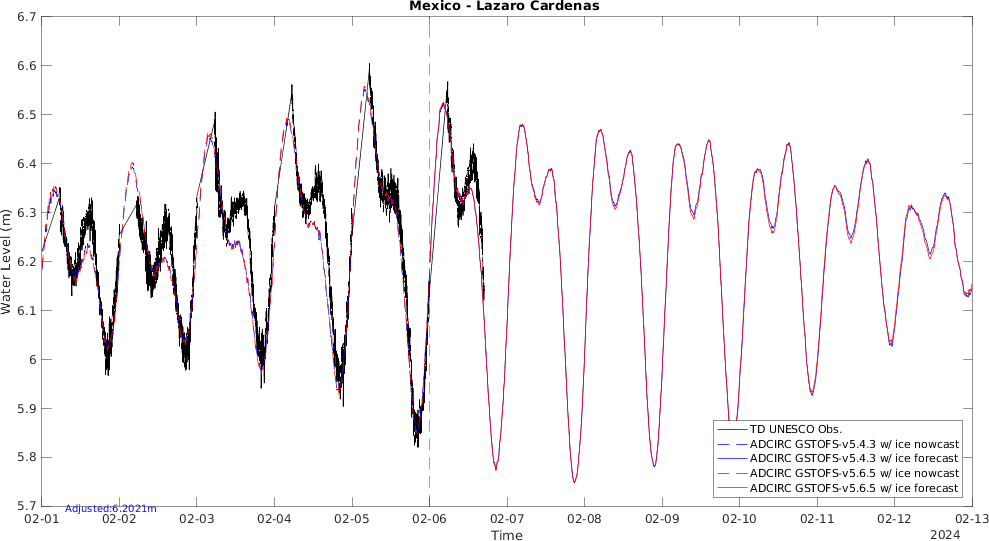 Mexico - Lazaro Cardenas
6.7
6.6
6.5
6.4
6.3
6.2
6.1
6
5.9
5.8
5.7
Water Level (m)
TD UNESCO Obs.
ADCIRC GSTOFS-v5.4.3 w/ ice nowcast
ADCIRC GSTOFS-v5.4.3 w/ ice forecast
ADCIRC GSTOFS-v5.6.5 w/ ice nowcast
ADCIRC GSTOFS-v5.6.5 w/ ice forecast
Adjusted:6.2021m
02-01 02-02 02-03 02-04 02-05 02-06 02-07 02-08 02-09 02-10 02-11 02-12 02-13
Time
2024